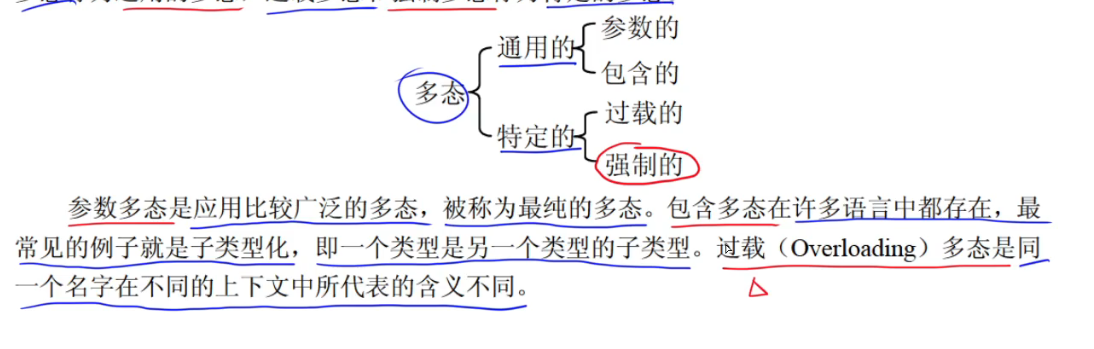 参数的
通用的
包含的
多态
过载的
特定的
强制的
参数多态是应用比较广泛的多态，被称为最纯的多态。包含多态在许多语言中都存在，最
常见的例子就是子类型化，即一个类型是另一个类型的子类型。过载（Overloading）多态是同
一个名字在不同的上下文中所代表的含义不同。